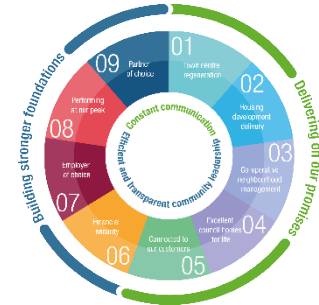 01
Town centre
regeneration
02
Housing
development
delivery
03
Co-operative
neighbourhood
management
04
Excellent
council homes
for life
05
Connected to
our customers
06
Financial
security
07
Employer
of choice
08
Performing
at our peak
09
Partner
of choice
Constant communication
Efficient and transparent community leadership
Building stronger foundations
Delivering on our promises